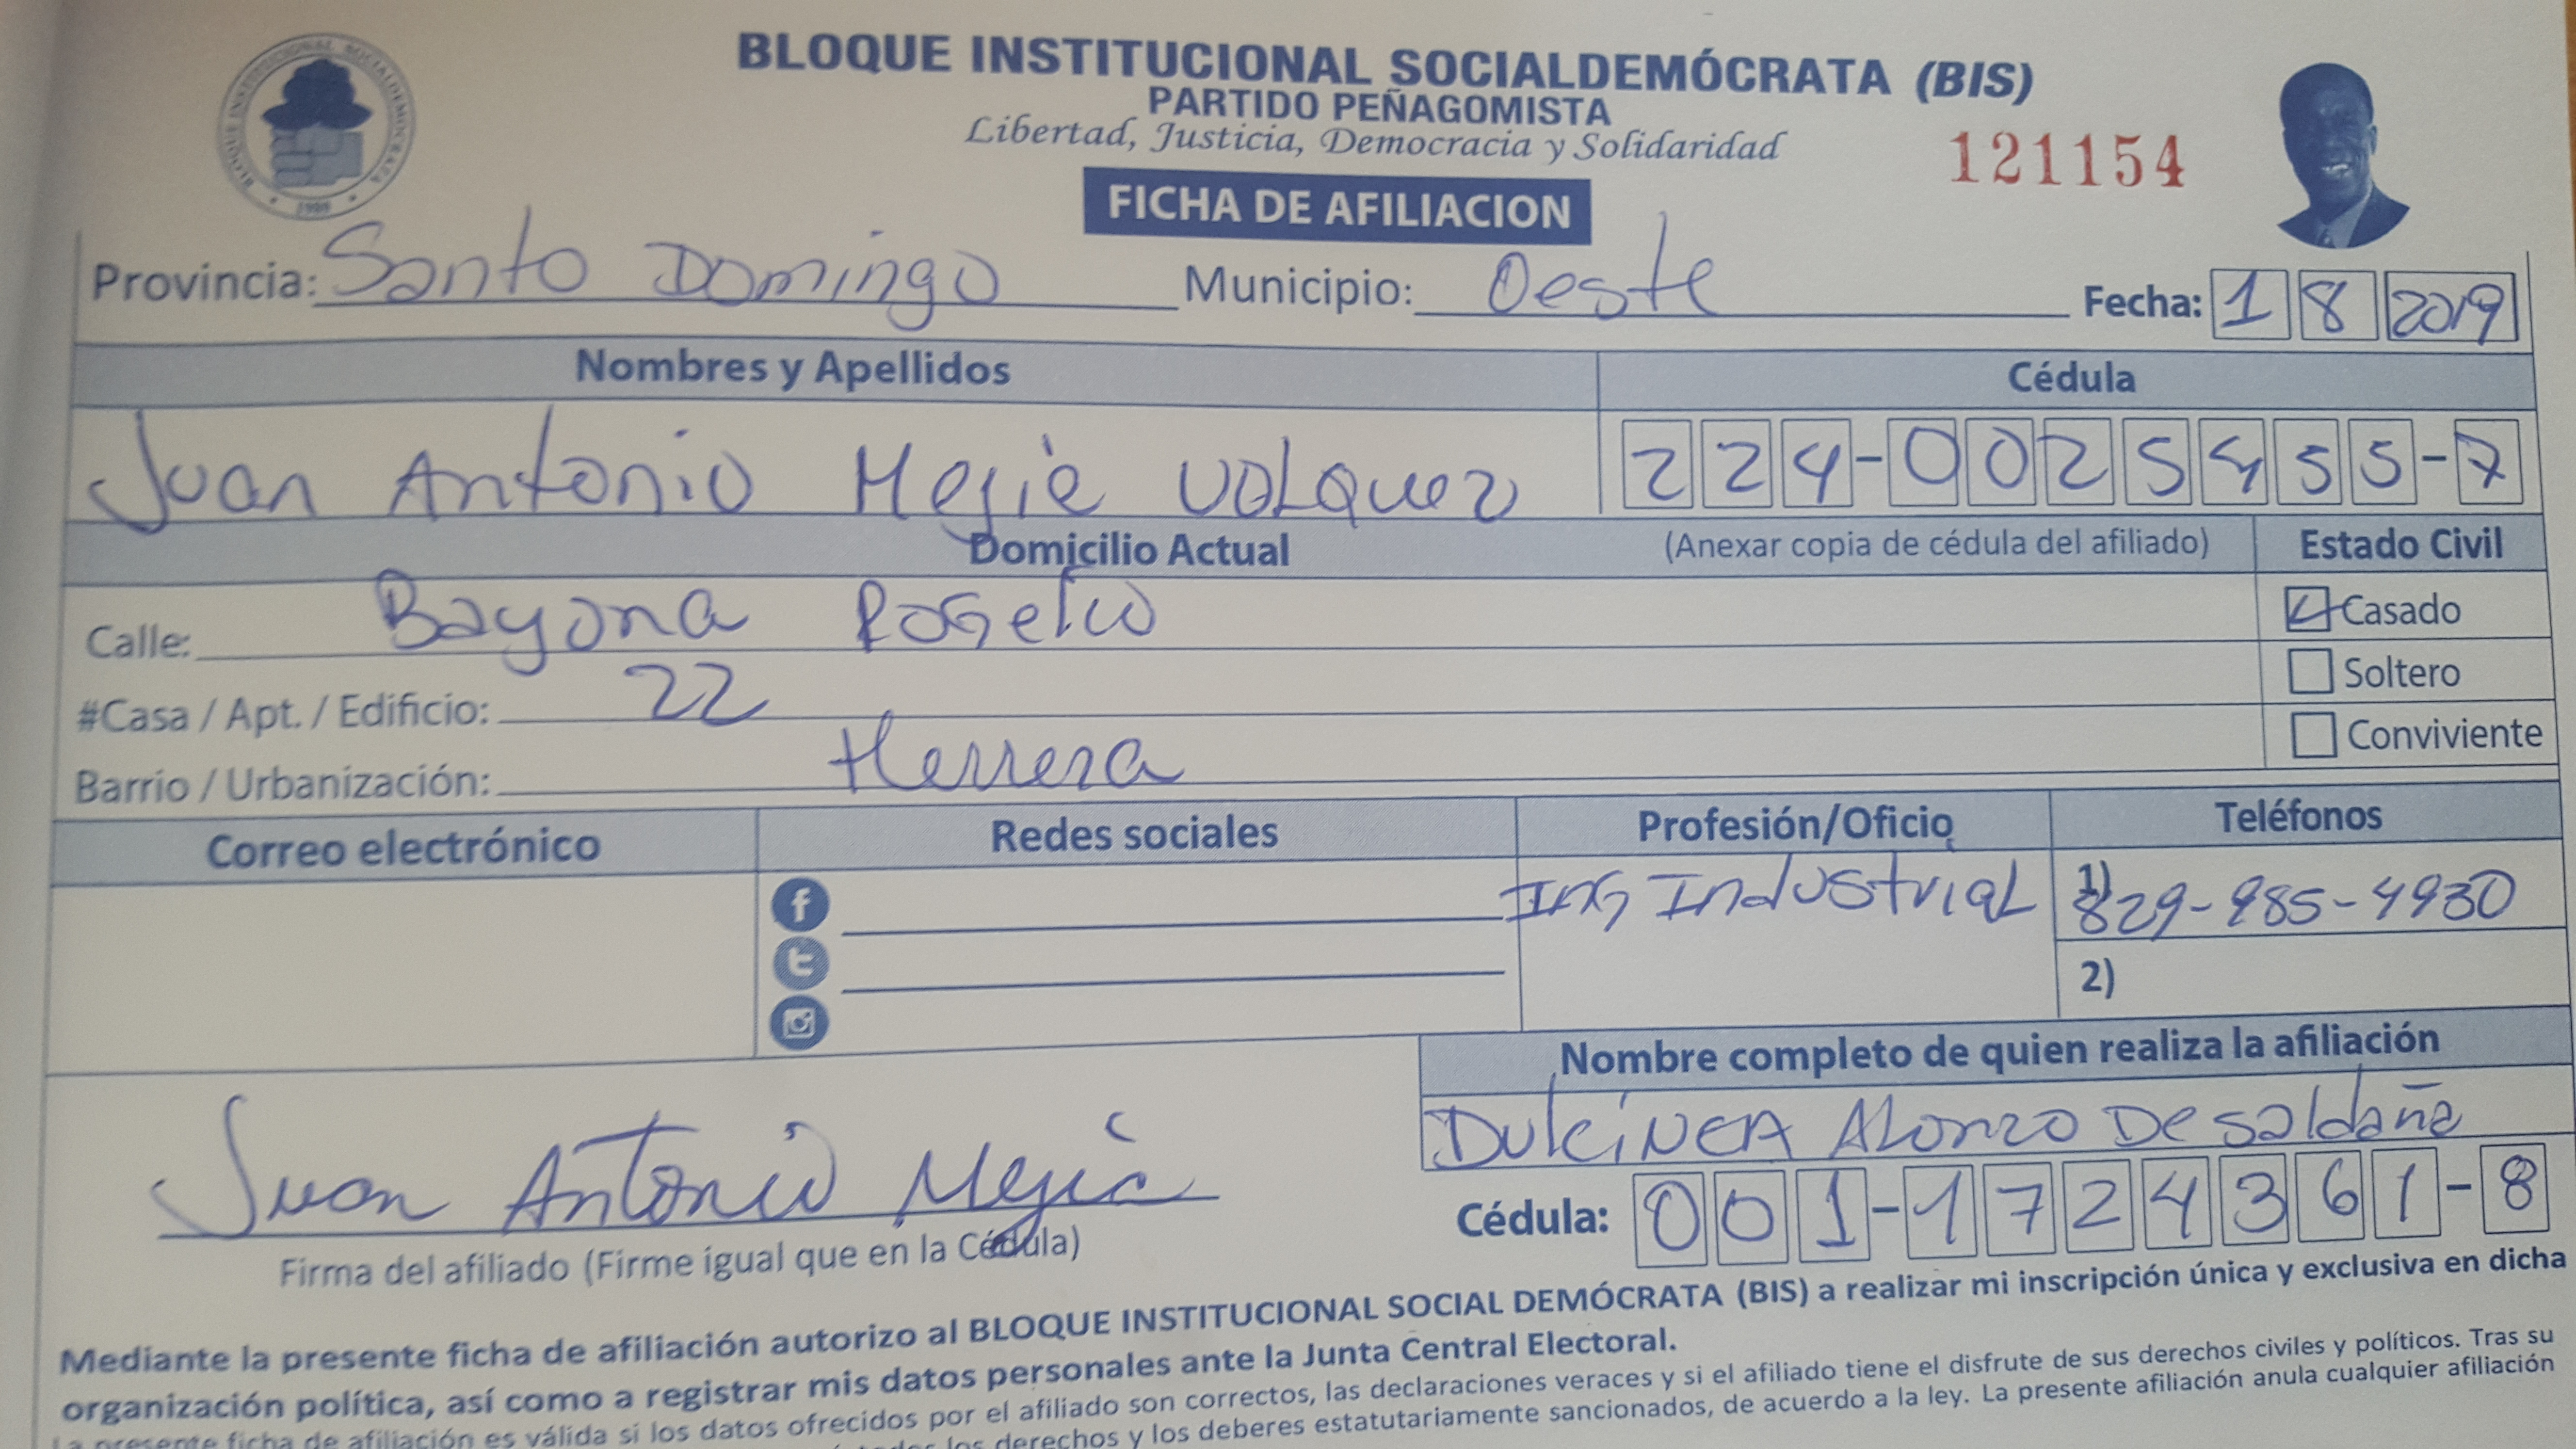 BLOQUE INSTITUCIONAL SOCIALDEMÓCRATA (BIS)
PARTIDO PEÑAGOMISTA
Libertad, Justicia, Democracia y Solidaridad
121154
BLOQUE INSTITUCIONAL SOCIALDEMOCRATA
1998
FICHA DE AFILIACION
Provincia: Santo Domingo Municipio: Oeste Fecha: 1 8 2019
Nombres y Apellidos Cédula
Juan Antonio Mejia VOLquez 224-0025455-7
Domicilio Actual (Anexar copia de cédula del afiliado) Estado Civil
Calle: Bayona Casado
#Casa / Apt. / Edificio: 22 Soltero
Barrio / Urbanización: Herrera Conviviente
Correo electrónico Redes sociales Profesión/Oficio Teléfonos
Ing Industrial 1) 829-985-4930
2)
Nombre completo de quien realiza la afiliación
Dulcinea Alonzo De Saldaña
Juan Antonio Mejia
Cédula: 001-1724361-8
Firma del afiliado (Firme igual que en la Cédula)
Mediante la presente ficha de afiliación autorizo al BLOQUE INSTITUCIONAL SOCIAL DEMÓCRATA (BIS) a realizar mi inscripción única y exclusiva en dicha
organización política, así como a registrar mis datos personales ante la Junta Central Electoral.
La presente ficha de afiliación es válida si los datos ofrecidos por el afiliado son correctos, las declaraciones veraces y si el afiliado tiene el disfrute de sus derechos civiles y políticos. Tras su
los derechos y los deberes estatutariamente sancionados, de acuerdo a la ley. La presente afiliación anula cualquier afiliación